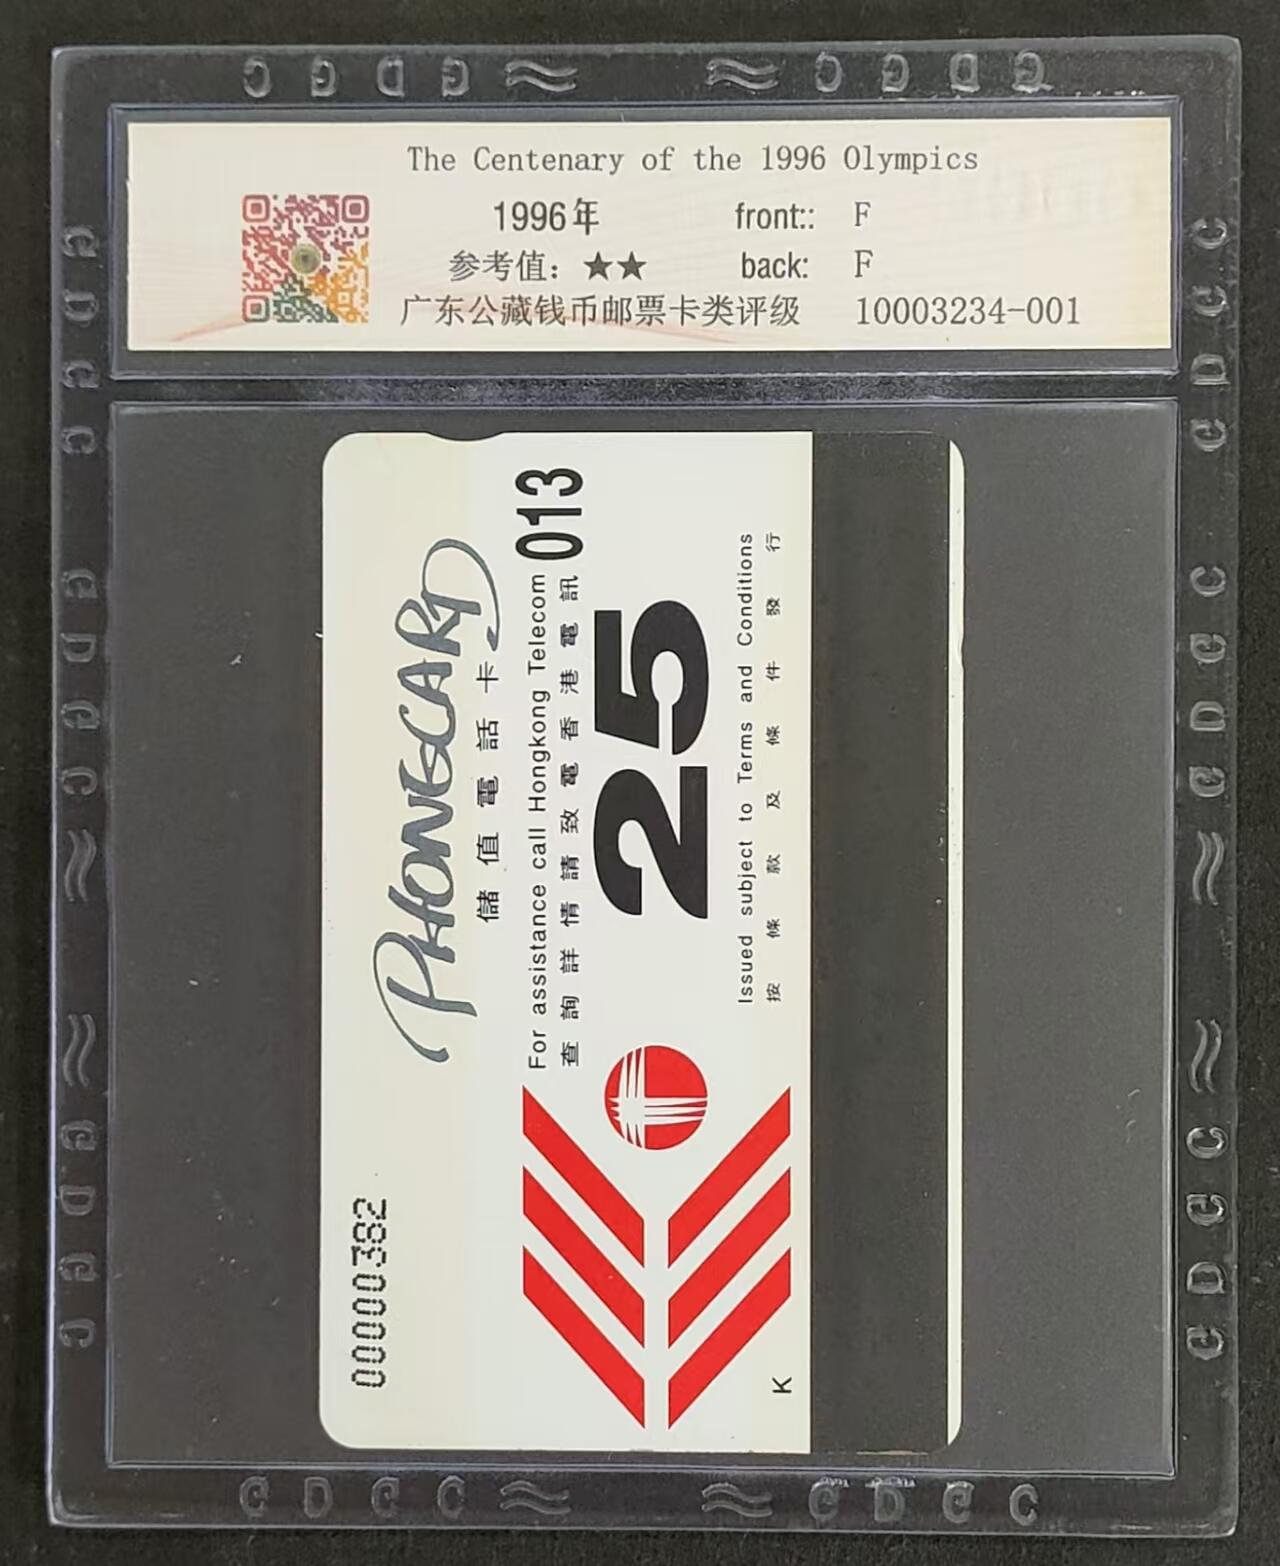 The Centenary of the 1996 Olympics
1996年
front:: F
参考值：★★
back: F
广东公藏钱币邮票卡类评级 10003234-001
PHONECARD
儲值電話卡
For assistance call Hongkong Telecom 013
查詢詳情請致電香港電訊
25
Issued subject to Terms and Conditions
按條款及條件發行
00000382
K